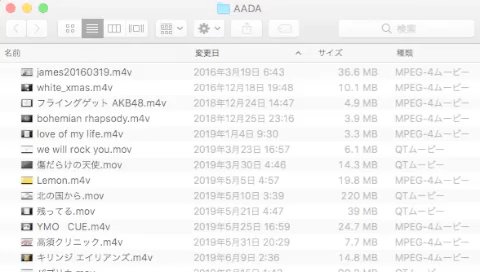 AADA
検索
名前 変更日 サイズ 種類
james20160319.m4v 2016年3月19日 6:43 36.6 MB MPEG-4ムービー
white_xmas.m4v 2016年12月18日 19:48 10.1 MB MPEG-4ムービー
フライングゲット AKB48.m4v 2018年12月24日 14:47 4.9 MB MPEG-4ムービー
bohemian rhapsody.m4v 2018年12月25日 23:16 3.9 MB MPEG-4ムービー
love of my life.m4v 2019年1月4日 9:30 3.3 MB MPEG-4ムービー
we will rock you.mov 2019年3月23日 16:57 6.1 MB QTムービー
傷だらけの天使.mov 2019年3月30日 4:46 14.3 MB QTムービー
Lemon.m4v 2019年5月4日 4:57 19.8 MB MPEG-4ムービー
北の国から.mov 2019年5月10日 3:39 220 MB QTムービー
残ってる.mov 2019年5月21日 4:47 39 MB QTムービー
YMO CUE.m4v 2019年5月25日 16:59 24.7 MB MPEG-4ムービー
高須クリニック.m4v 2019年5月31日 20:29 7.7 MB MPEG-4ムービー
キリンジ エイリアンズ.m4v 2019年6月9日 2:36 14.8 MB MPEG-4ムービー